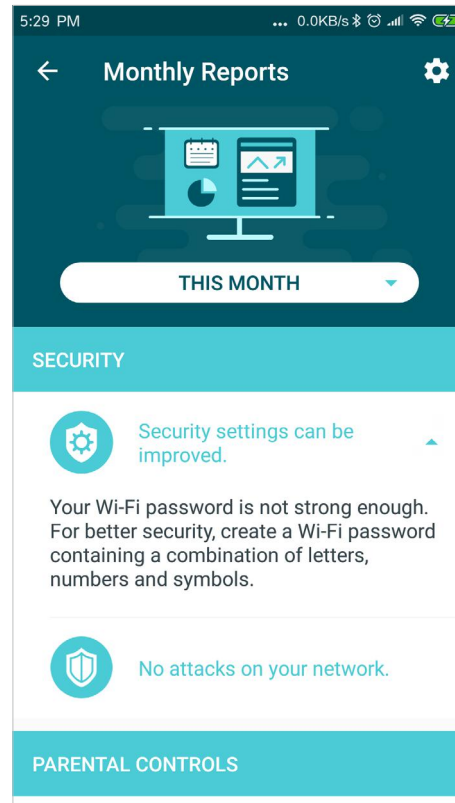 5:29 PM ... 0.0KB/s
Monthly Reports
THIS MONTH
SECURITY
Security settings can be
improved.
Your Wi-Fi password is not strong enough.
For better security, create a Wi-Fi password
containing a combination of letters,
numbers and symbols.
No attacks on your network.
PARENTAL CONTROLS